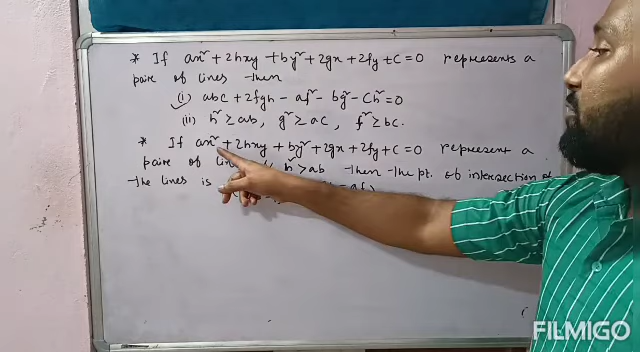 * If ax² + 2hxy + by² + 2gx + 2fy + c = 0 represents a
pair of lines then
(i) abc + 2fgh - af² - bg² - ch² = 0
(ii) h² ≥ ab, g² ≥ ac, f² ≥ bc.
* If ax² + 2hxy + by² + 2gx + 2fy + c = 0 represent a
pair of h² > ab then the pt. of intersection of
the lines is
FILMIGO